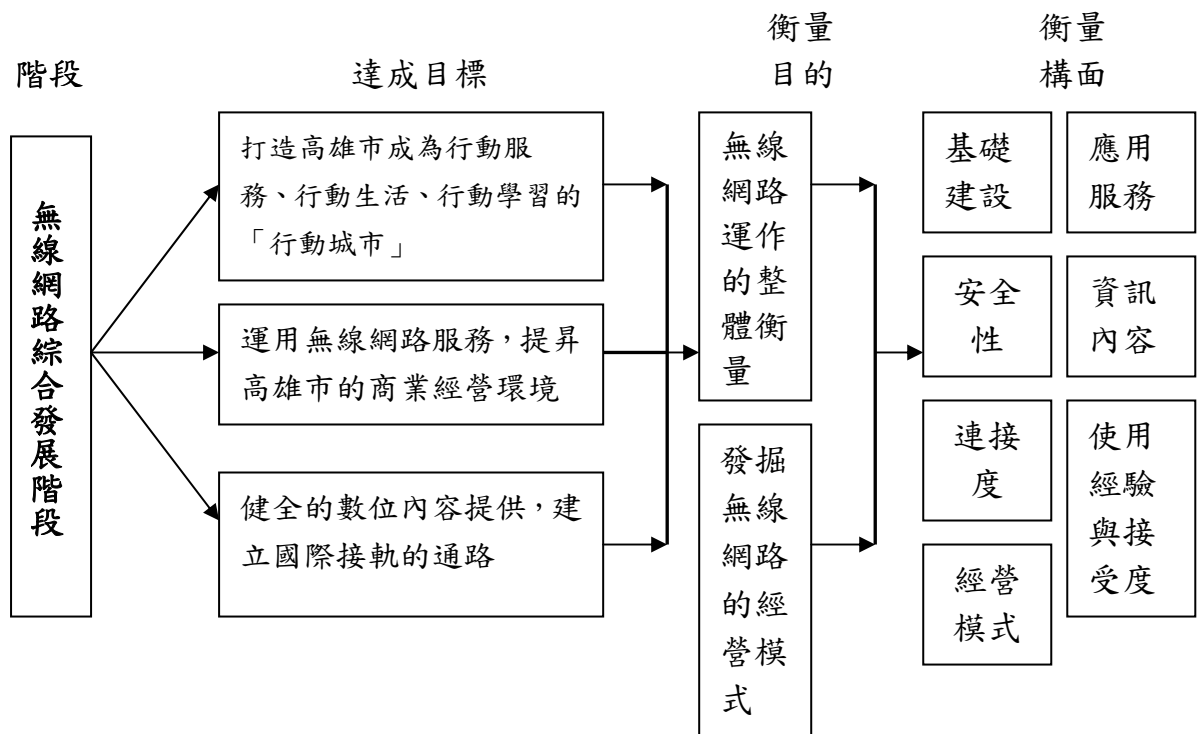 階段
達成目標
衡量
目的
衡量
構面
無線網路綜合發展階段
打造高雄市成為行動服
務、行動生活、行動學習的
「行動城市」
運用無線網路服務，提昇
高雄市的商業經營環境
健全的數位內容提供，建
立國際接軌的通路
無線
網路
運作
的整
體衡
量
發掘
無線
網路
的經
營模
式
基礎
建設
安全
性
連接
度
經營
模式
應用
服務
資訊
內容
使用
經驗
與接
受度